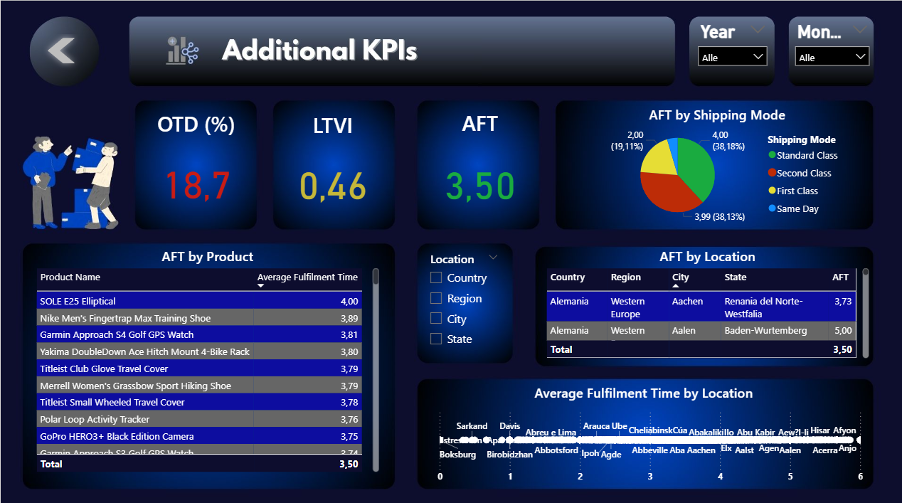 Additional KPIs
Year
Alle
Mon...
Alle
OTD (%)
18,7
LTVI
0,46
AFT
3,50
AFT by Shipping Mode
2,00
(19,11%)
4,00
(38,18%)
3,99 (38,13%)
Shipping Mode
Standard Class
Second Class
First Class
Same Day
AFT by Product
Product Name Average Fulfilment Time
SOLE E25 Elliptical 4,00
Nike Men's Fingertrap Max Training Shoe 3,89
Garmin Approach S4 Golf GPS Watch 3,81
Yakima DoubleDown Ace Hitch Mount 4-Bike Rack 3,80
Titleist Club Glove Travel Cover 3,79
Merrell Women's Grassbow Sport Hiking Shoe 3,79
Titleist Small Wheeled Travel Cover 3,78
Polar Loop Activity Tracker 3,76
GoPro HERO3+ Black Edition Camera 3,75
Garmin Approach S3 Golf GPS Watch 3,74
Total 3,50
Location
Country
Region
City
State
AFT by Location
Country Region City State AFT
Alemania Western Aachen Renania del Norte- 3,73
Europe Westfalia
Alemania Western Aalen Baden-Wurtemberg 5,00
Total 3,50
Average Fulfilment Time by Location
Sarkand Davis Arauca Ube Hisar Afyon
Abreu e Lima Cheliábinsk Cúa Abakaliki Ilo Abu Kabir Aew?l-li
Boksburg Birobidzhan Abbotsford Ipoh Agde Abbeville Aba Aachen Elx Aalst Agen Aalen Acerra Anjo
0 1 2 3 4 5 6